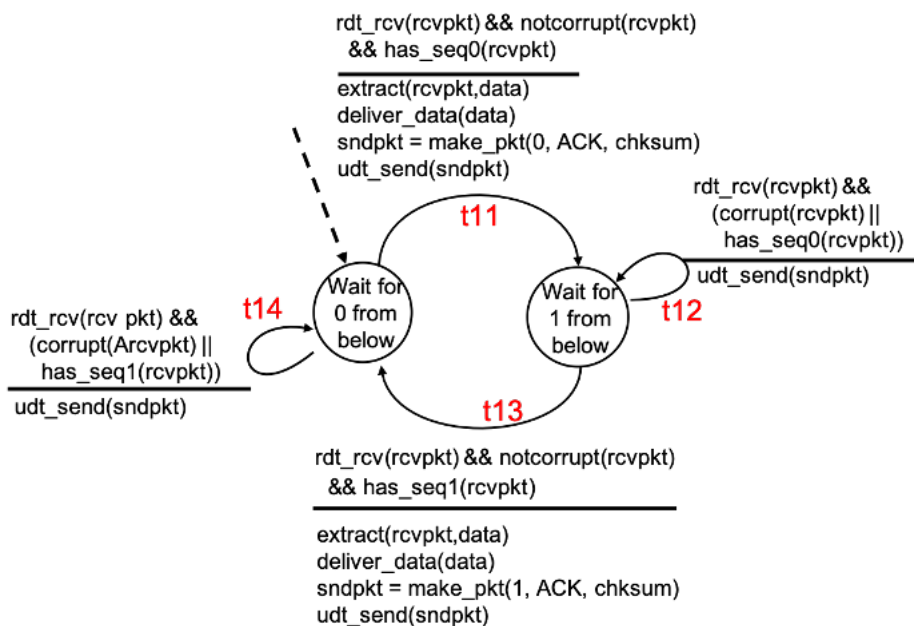 rdt_rcv(rcvpkt) && notcorrupt(rcvpkt)
&& has_seq0(rcvpkt)
extract(rcvpkt,data)
deliver_data(data)
sndpkt = make_pkt(0, ACK, chksum)
udt_send(sndpkt)
t11
rdt_rcv(rcvpkt) &&
(corrupt(rcvpkt) ||
has_seq0(rcvpkt))
udt_send(sndpkt)
t12
Wait for
0 from
below
Wait for
1 from
below
t14
rdt_rcv(rcv pkt) &&
(corrupt(Arcvpkt) ||
has_seq1(rcvpkt))
udt_send(sndpkt)
t13
rdt_rcv(rcvpkt) && notcorrupt(rcvpkt)
&& has_seq1(rcvpkt)
extract(rcvpkt,data)
deliver_data(data)
sndpkt = make_pkt(1, ACK, chksum)
udt_send(sndpkt)